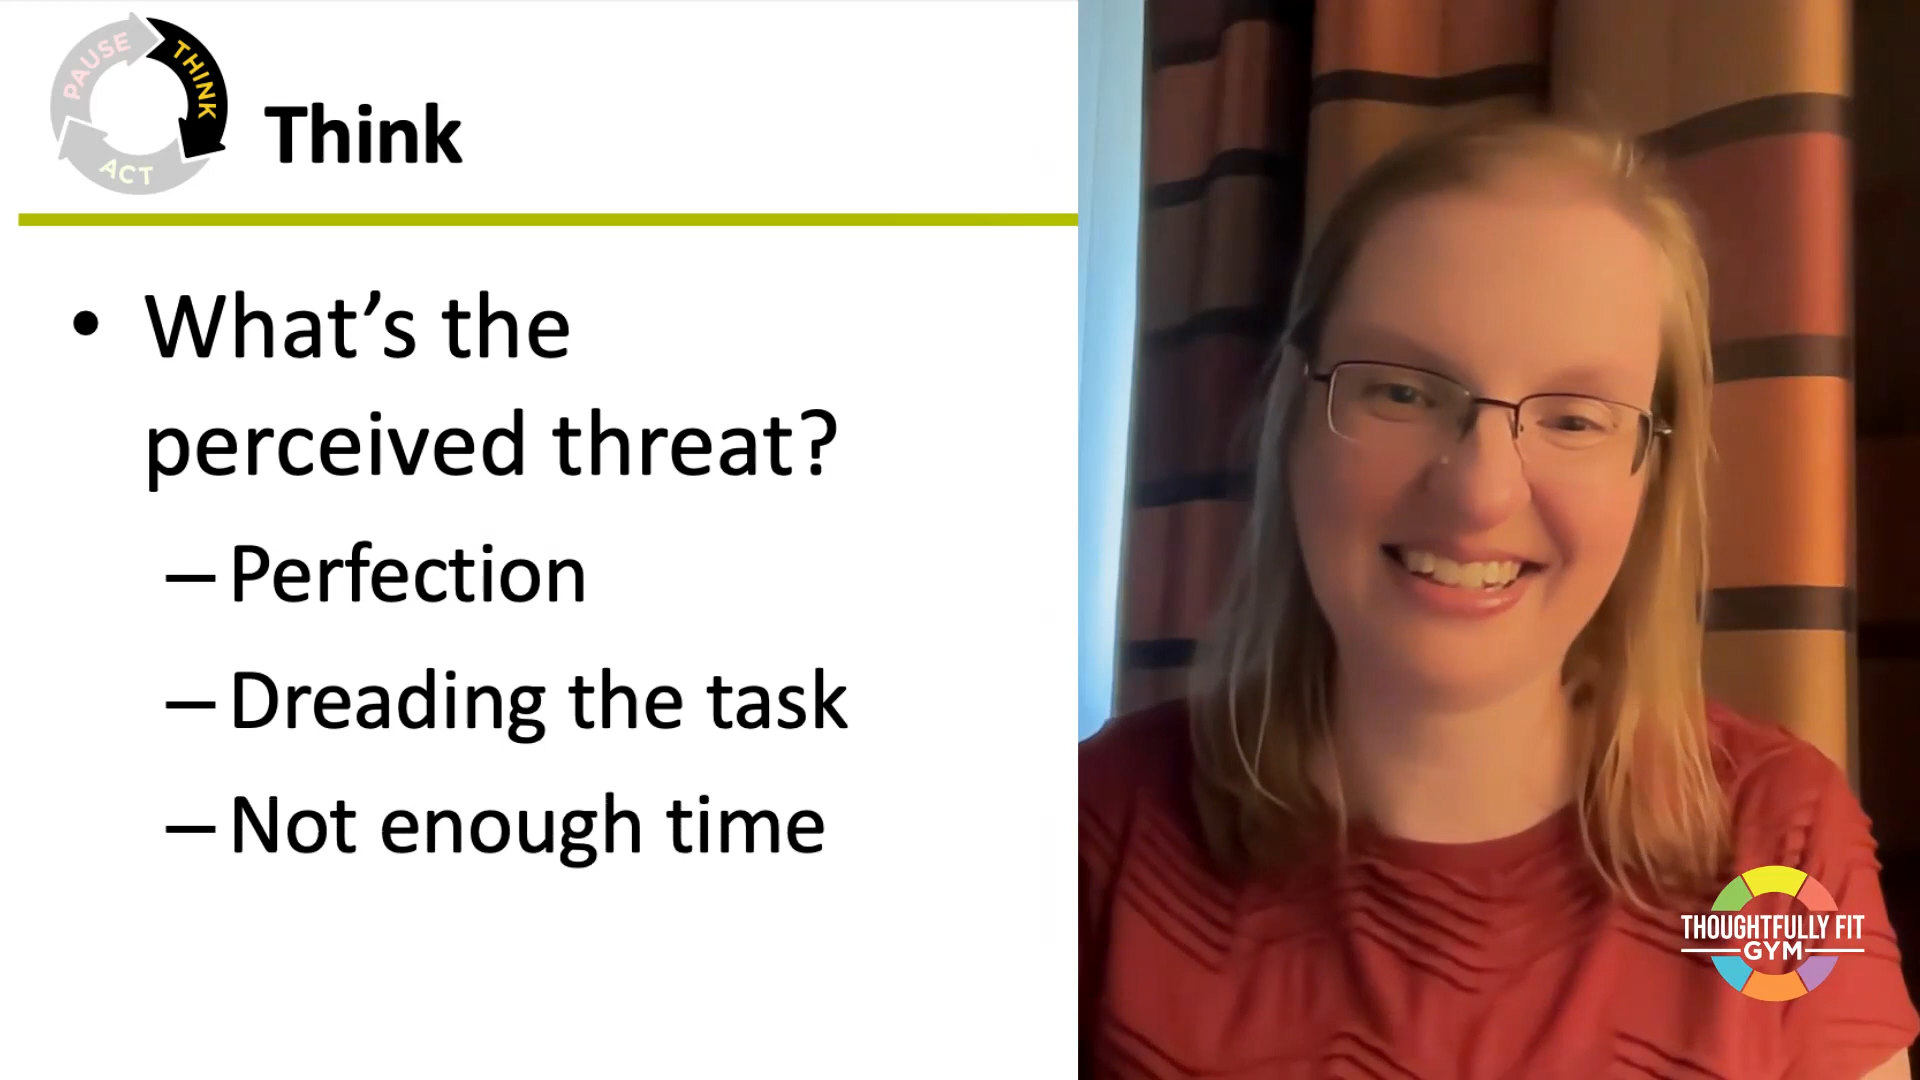 PAUSE
THINK
ACT
Think
• What’s the
perceived threat?
– Perfection
– Dreading the task
– Not enough time
THOUGHTFULLY FIT
GYM